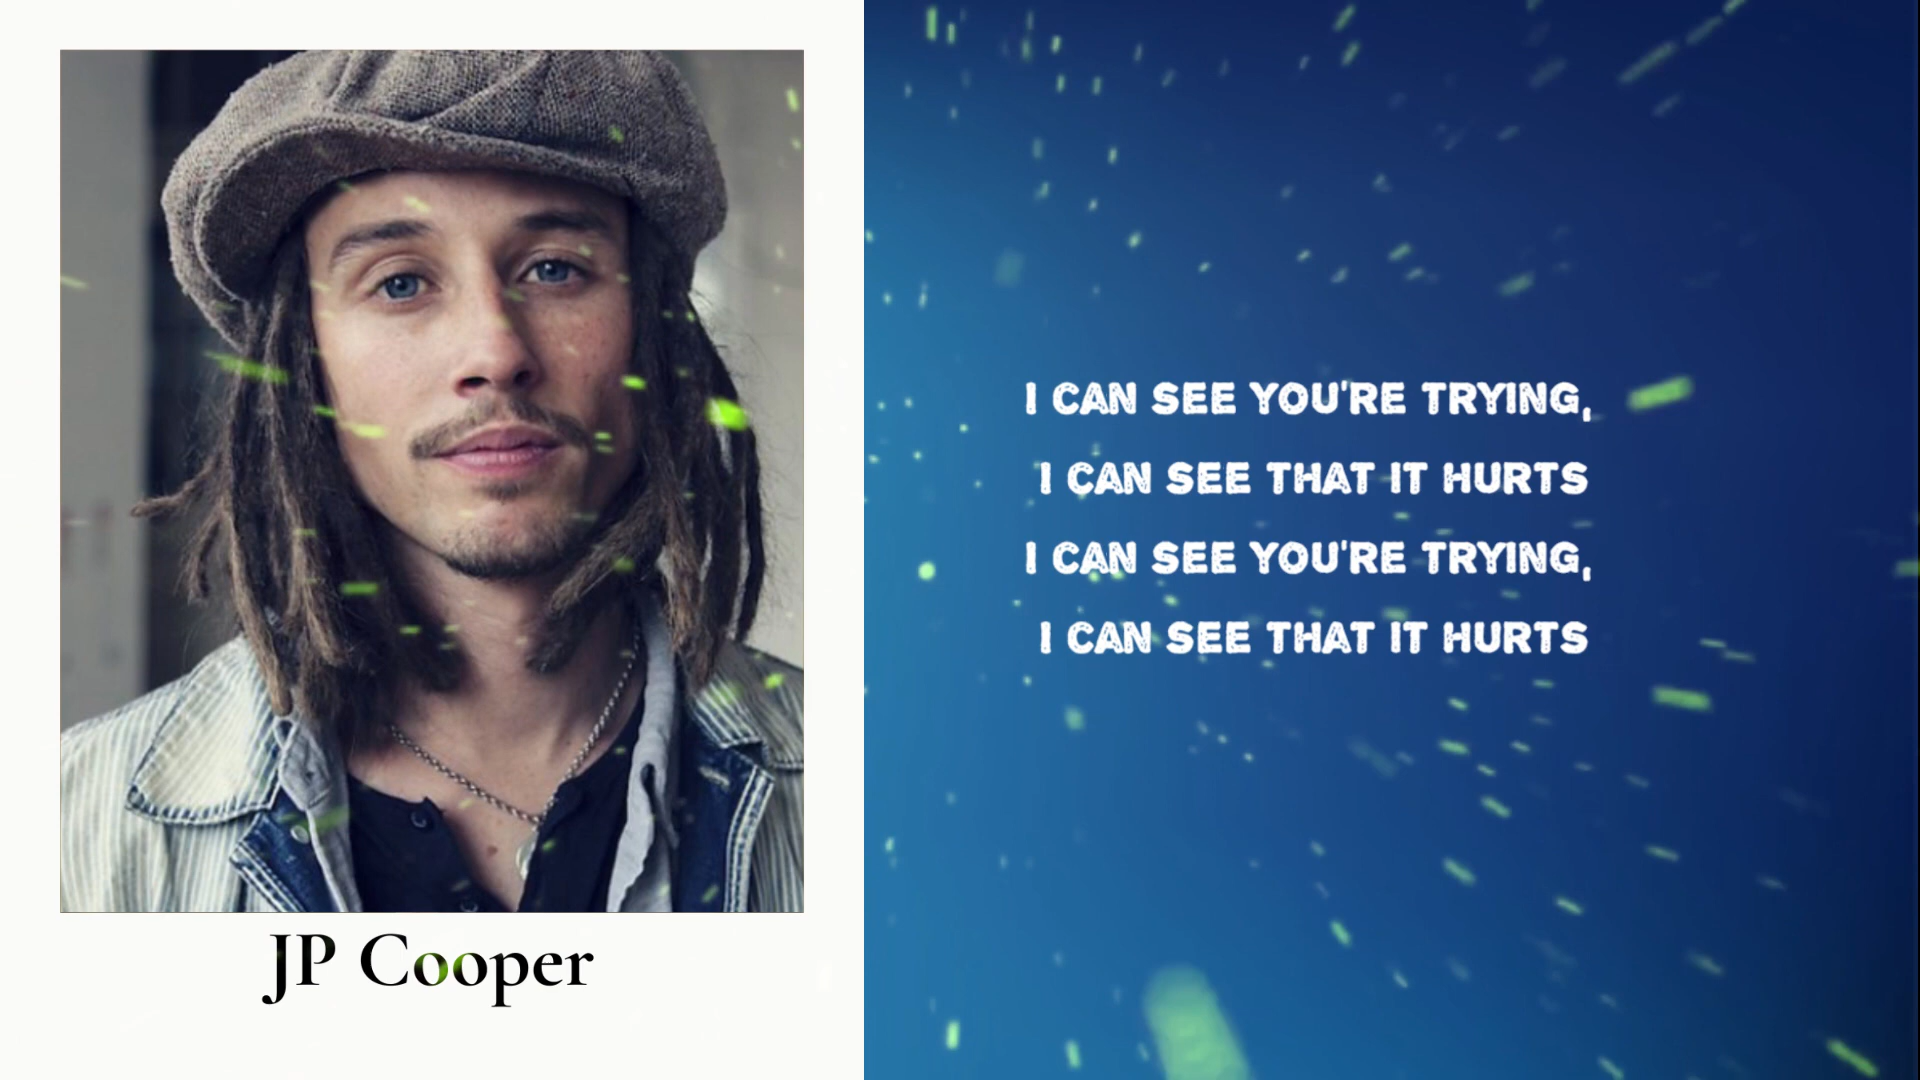 JP Cooper
I CAN SEE YOU'RE TRYING,
I CAN SEE THAT IT HURTS
I CAN SEE YOU'RE TRYING,
I CAN SEE THAT IT HURTS